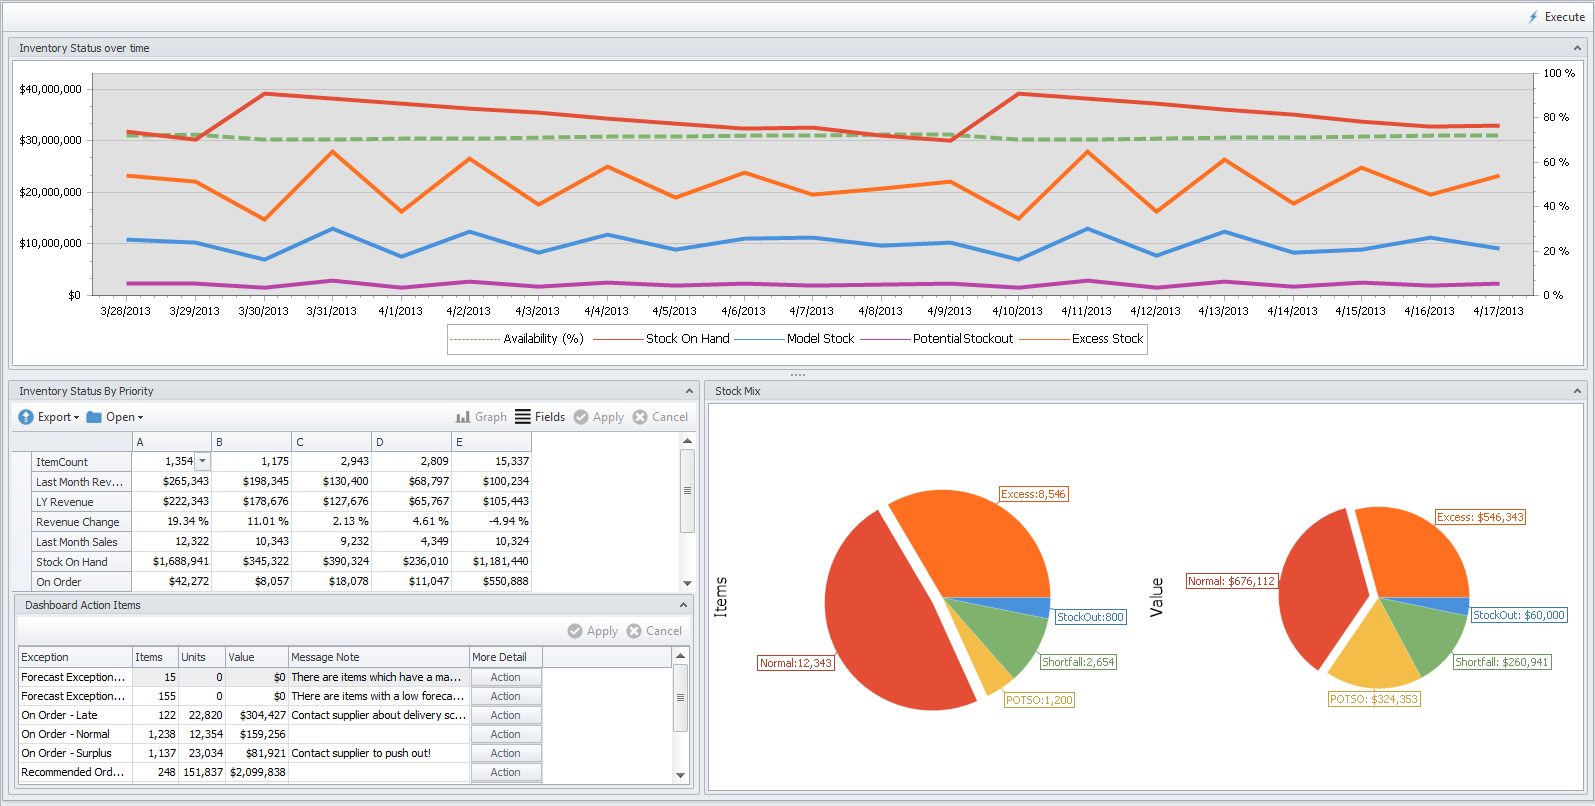 Execute
Inventory Status over time
$40,000,000
$30,000,000
$20,000,000
$10,000,000
$0
100 %
80 %
60 %
40 %
20 %
0 %
3/28/2013 3/29/2013 3/30/2013 3/31/2013 4/1/2013 4/2/2013 4/3/2013 4/4/2013 4/5/2013 4/6/2013 4/7/2013 4/8/2013 4/9/2013 4/10/2013 4/11/2013 4/12/2013 4/13/2013 4/14/2013 4/15/2013 4/16/2013 4/17/2013
Availability (%) Stock On Hand Model Stock PotentialStockout Excess Stock
Inventory Status By Priority
Export Open Graph Fields Apply Cancel
A B C D E
ItemCount 1,354 1,175 2,943 2,809 15,337
Last Month Rev... $265,343 $198,345 $130,400 $68,797 $100,234
LY Revenue $222,343 $178,676 $127,676 $65,767 $105,443
Revenue Change 19.34 % 11.01 % 2.13 % 4.61 % -4.94 %
Last Month Sales 12,322 10,343 9,232 4,349 10,324
Stock On Hand $1,688,941 $345,322 $390,324 $236,010 $1,181,440
On Order $42,272 $8,057 $18,078 $11,047 $550,888
Dashboard Action Items
Apply Cancel
Exception Items Units Value Message Note More Detail
Forecast Exception... 15 0 $0 There are items which have a ma... Action
Forecast Exception... 155 0 $0 There are items with a low foreca... Action
On Order - Late 122 22,820 $304,427 Contact supplier about delivery sc... Action
On Order - Normal 1,238 12,354 $159,256 Action
On Order - Surplus 1,137 23,034 $81,921 Contact supplier to push out! Action
Recommended Ord... 248 151,837 $2,099,838 Action
Stock Mix
Items
Excess:8,546
StockOut:800
Shortfall:2,654
POTSO:1,200
Normal:12,343
Value
Excess: $546,343
Normal: $676,112
StockOut: $60,000
Shortfall: $260,941
POTSO: $324,353